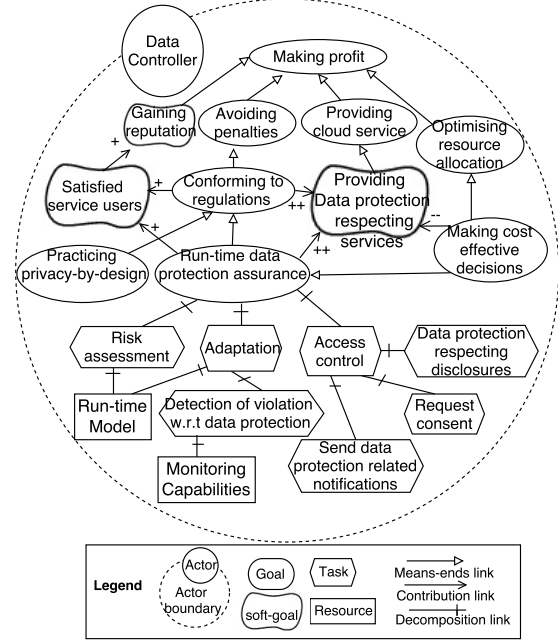 Data
Controller
Making profit
Gaining
reputation
Avoiding
penalties
Providing
cloud service
Optimising
resource
allocation
+
Satisfied
service users
+
Conforming to
regulations
++
Providing
Data protection
respecting
services
--
Making cost
effective
decisions
+
++
Practicing
privacy-by-design
Run-time data
protection assurance
Risk
assessment
Adaptation
Access
control
Data protection
respecting
disclosures
Run-time
Model
Detection of violation
w.r.t data protection
Request
consent
Monitoring
Capabilities
Send data
protection related
notifications
Legend
Actor
Actor
boundary
Goal
soft-goal
Task
Resource
Means-ends link
Contribution link
Decomposition link